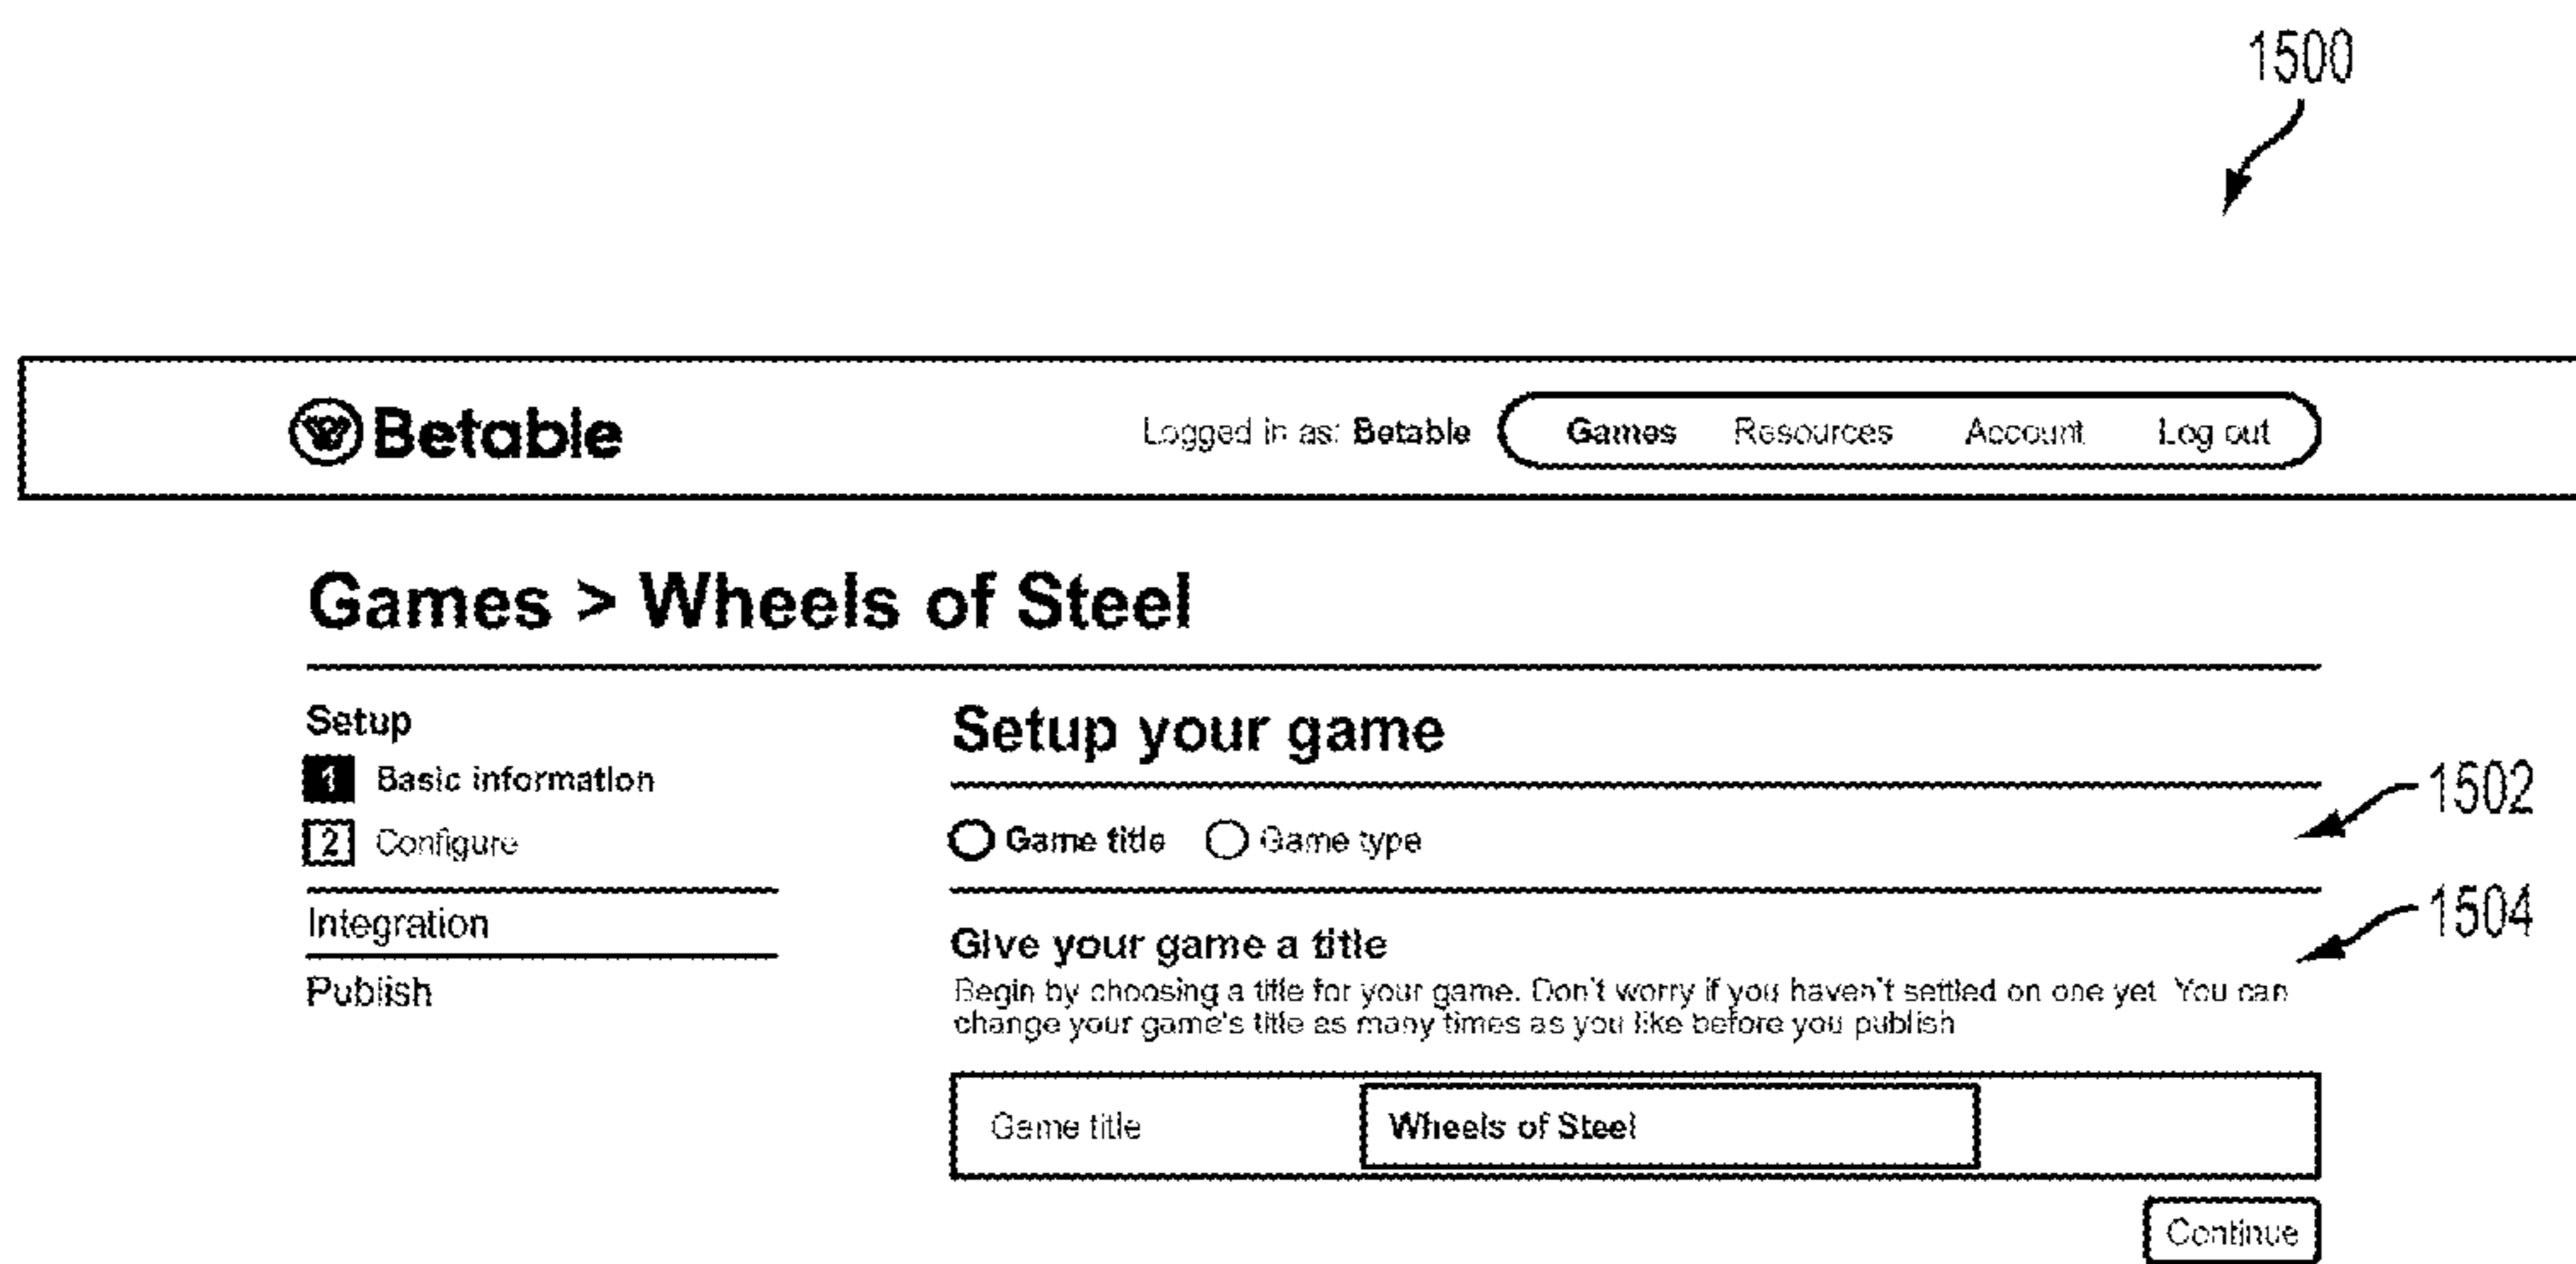 1500
Betable
Logged in as: Betable Games Resources Account Log out
Games > Wheels of Steel
Setup
1 Basic information
2 Configure
Integration
Publish
Setup your game
1502
Game title Game type
1504
Give your game a title
Begin by choosing a title for your game. Don't worry if you haven't settled on one yet You can
change your game's title as many times as you like before you publish
Game title Wheels of Steel
Continue